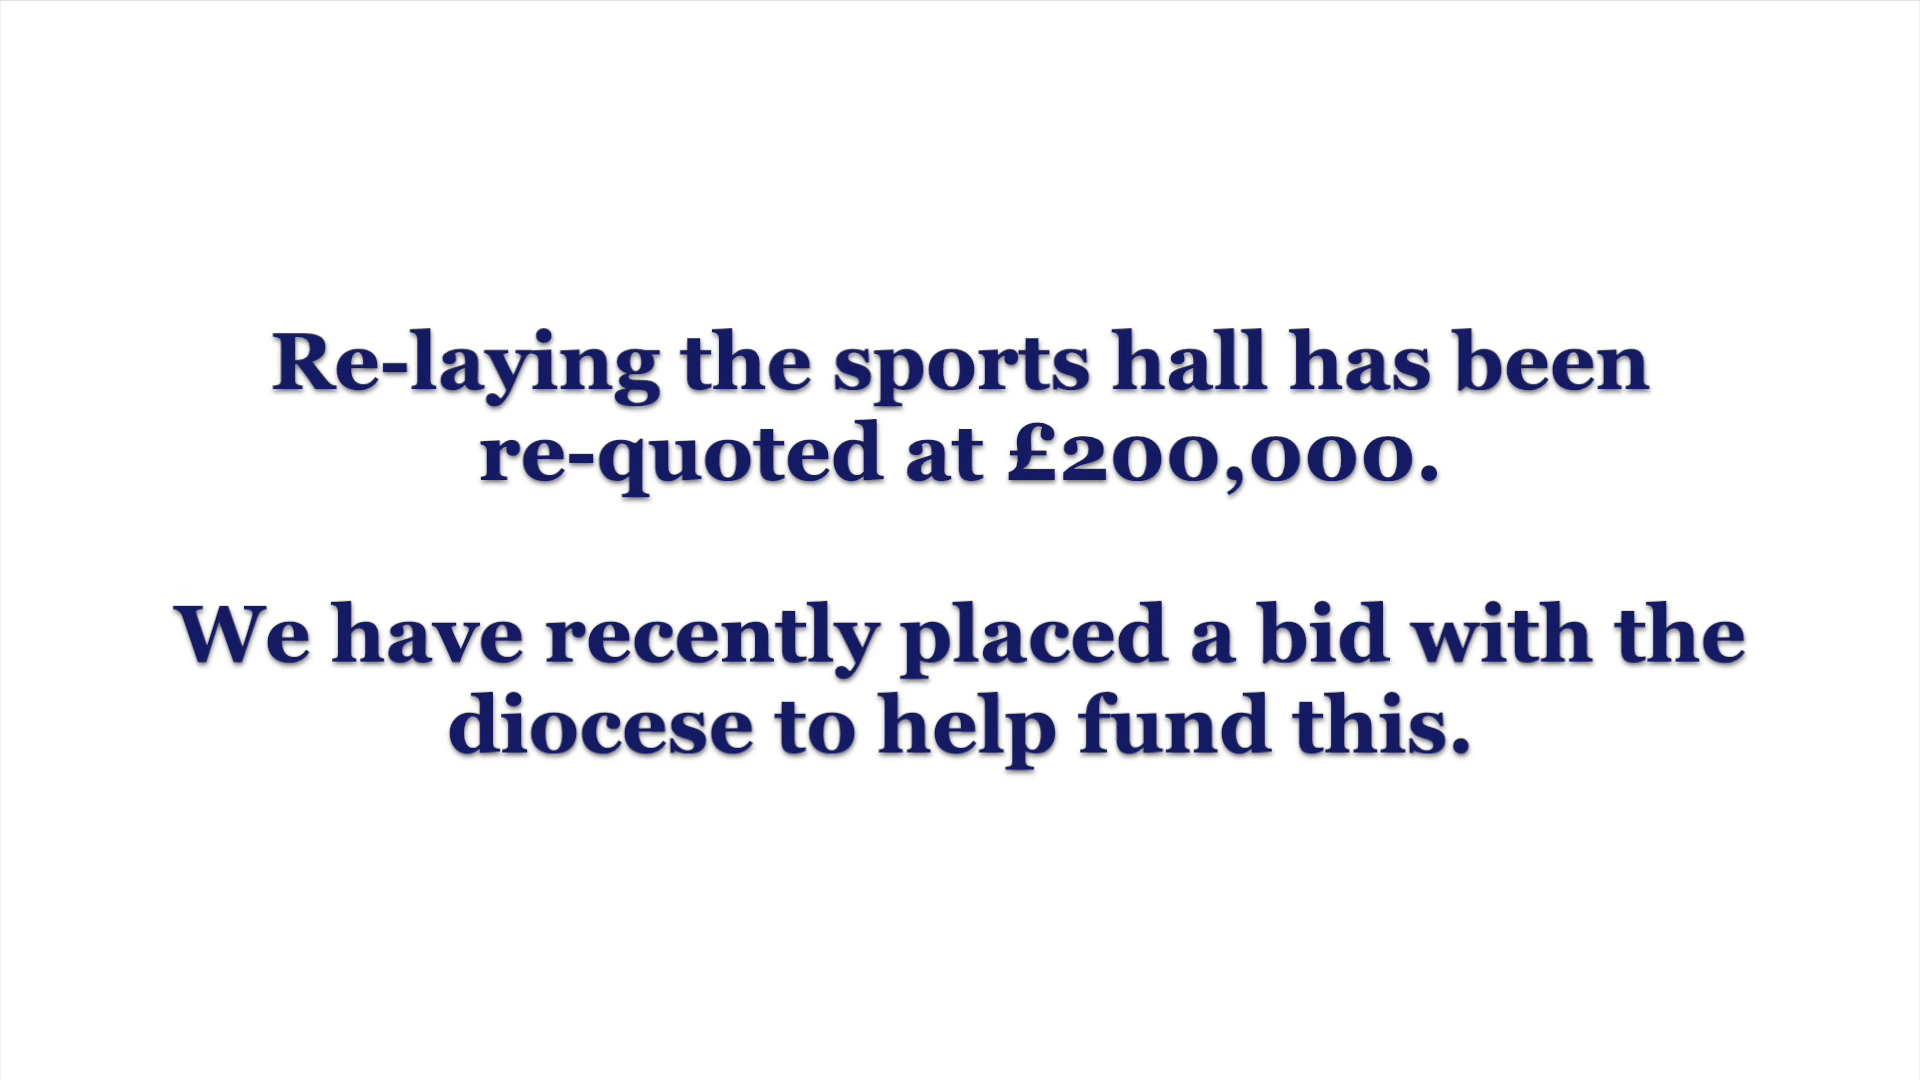 Re-laying the sports hall has been
re-quoted at £200,000.
We have recently placed a bid with the
diocese to help fund this.